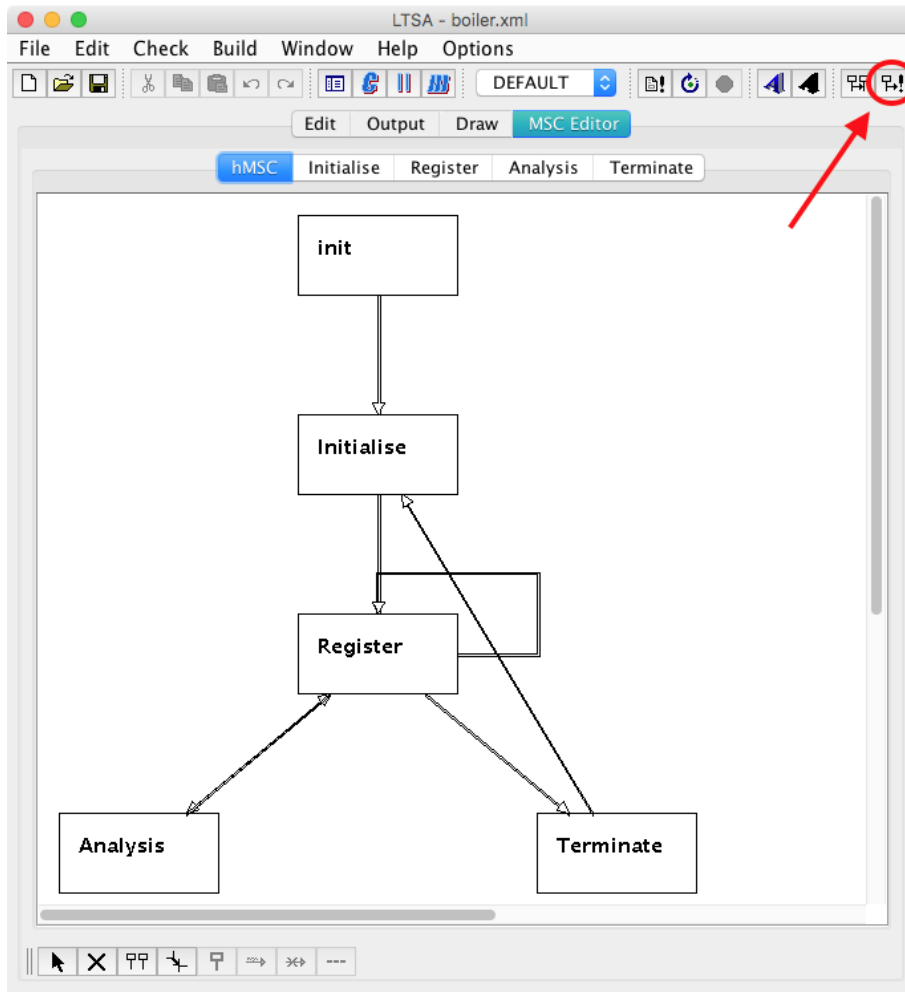 LTSA - boiler.xml
File Edit Check Build Window Help Options
DEFAULT
Edit Output Draw MSC Editor
hMSC Initialise Register Analysis Terminate
init
Initialise
Register
Analysis
Terminate